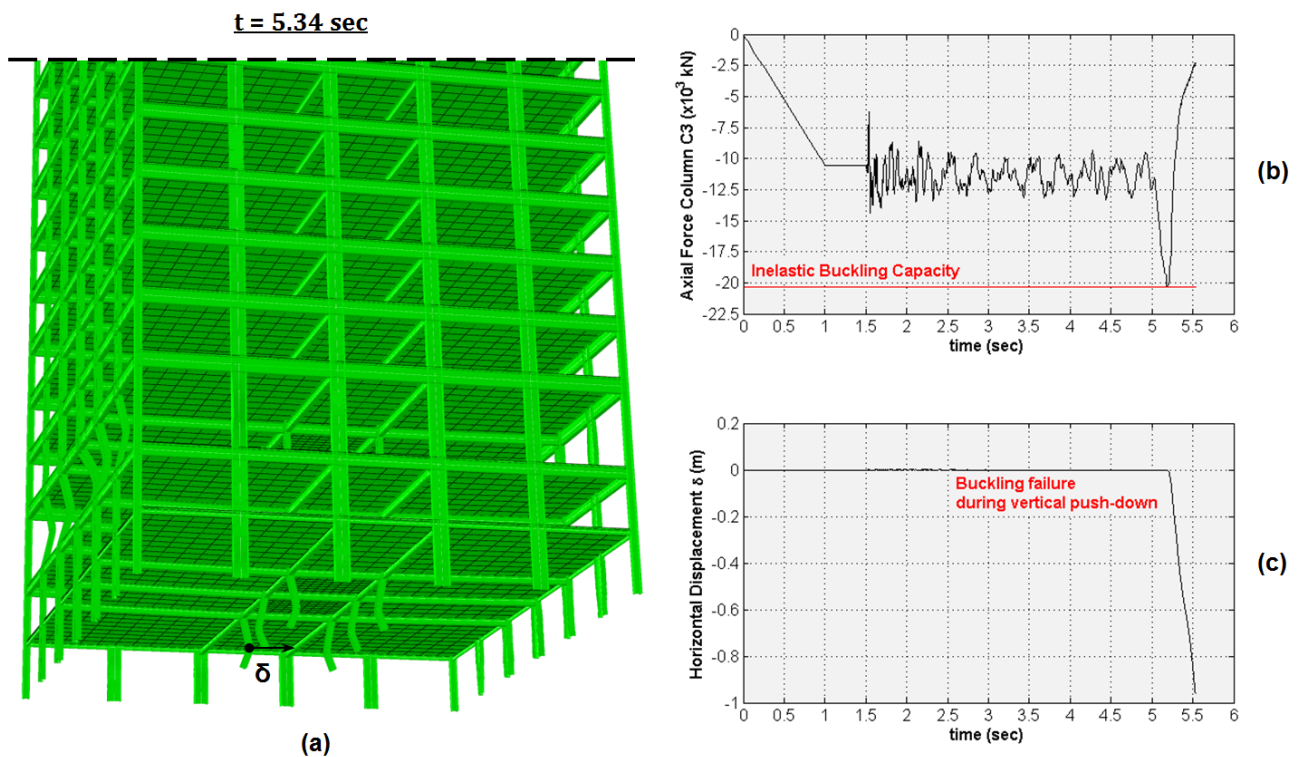 t = 5.34 sec
δ
(a)
Axial Force Column C3 (x10³ kN)
0
-2.5
-5
-7.5
-10
-12.5
-15
-17.5
-20
-22.5
Inelastic Buckling Capacity
0 0.5 1 1.5 2 2.5 3 3.5 4 4.5 5 5.5 6
time (sec)
(b)
Horizontal Displacement δ (m)
0.2
0
-0.2
-0.4
-0.6
-0.8
-1
Buckling failure
during vertical push-down
0 0.5 1 1.5 2 2.5 3 3.5 4 4.5 5 5.5 6
time (sec)
(c)